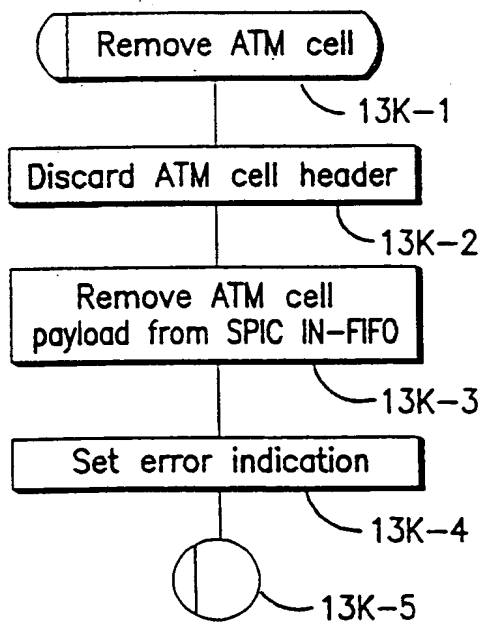 Remove ATM cell
13K-1
Discard ATM cell header
13K-2
Remove ATM cell
payload from SPIC IN-FIFO
13K-3
Set error indication
13K-4
13K-5